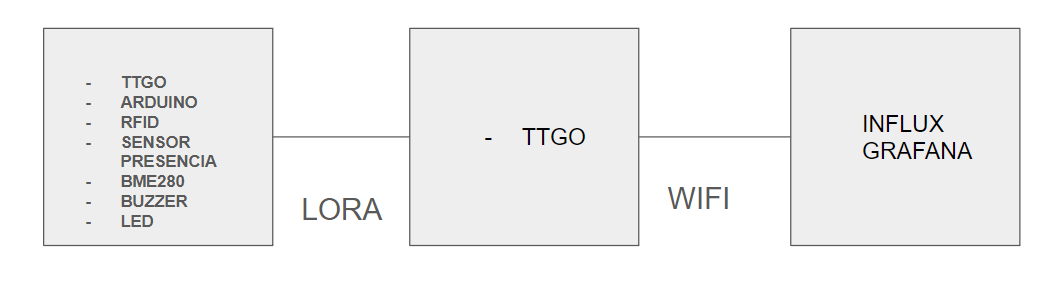 - TTGO
- ARDUINO
- RFID
- SENSOR
PRESENCIA
- BME280
- BUZZER
- LED
LORA
- TTGO
WIFI
INFLUX
GRAFANA